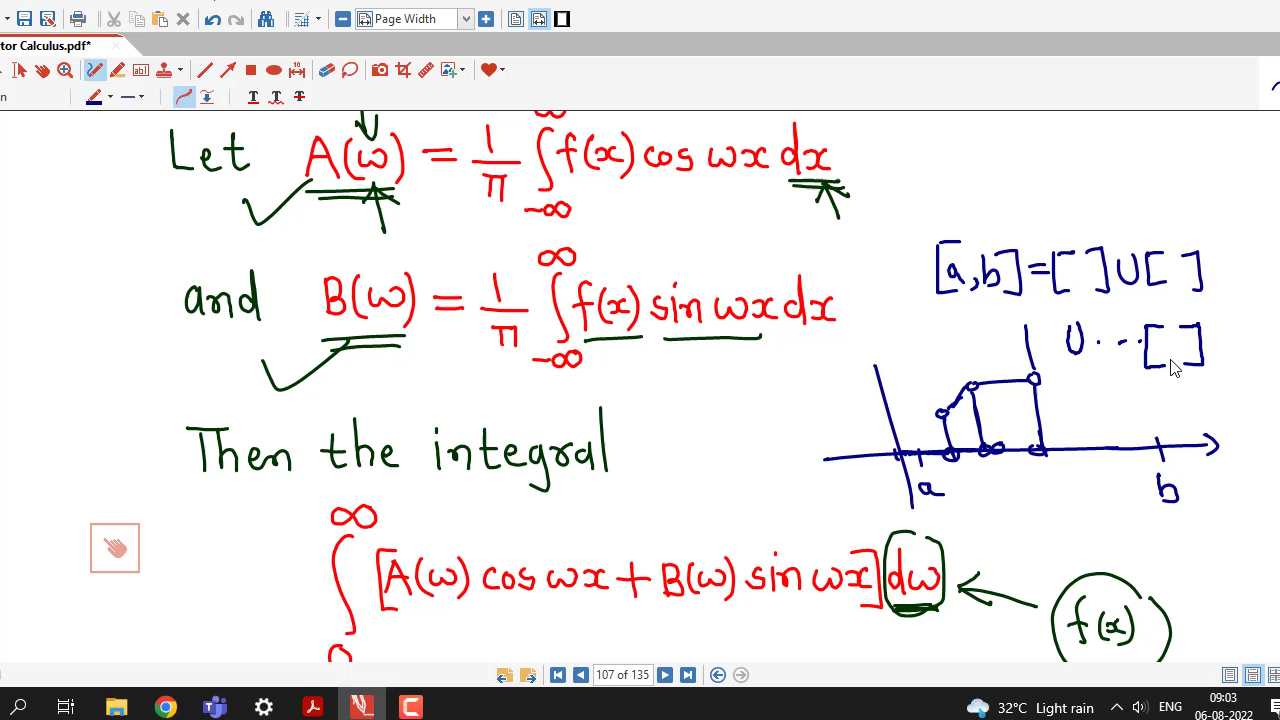 Page Width
tor Calculus.pdf*
Let A(ω) = 1/π ∫_{-∞}^{∞} f(x) cos ωx dx
and B(ω) = 1/π ∫_{-∞}^{∞} f(x) sin ωx dx
[a,b] = [ ] U [ ]
U ... [ ]
a b
Then the integral
∫_0^∞ [A(ω) cos ωx + B(ω) sin ωx] dω
f(x)
107 of 135
32°C Light rain
09:03
06-08-2022